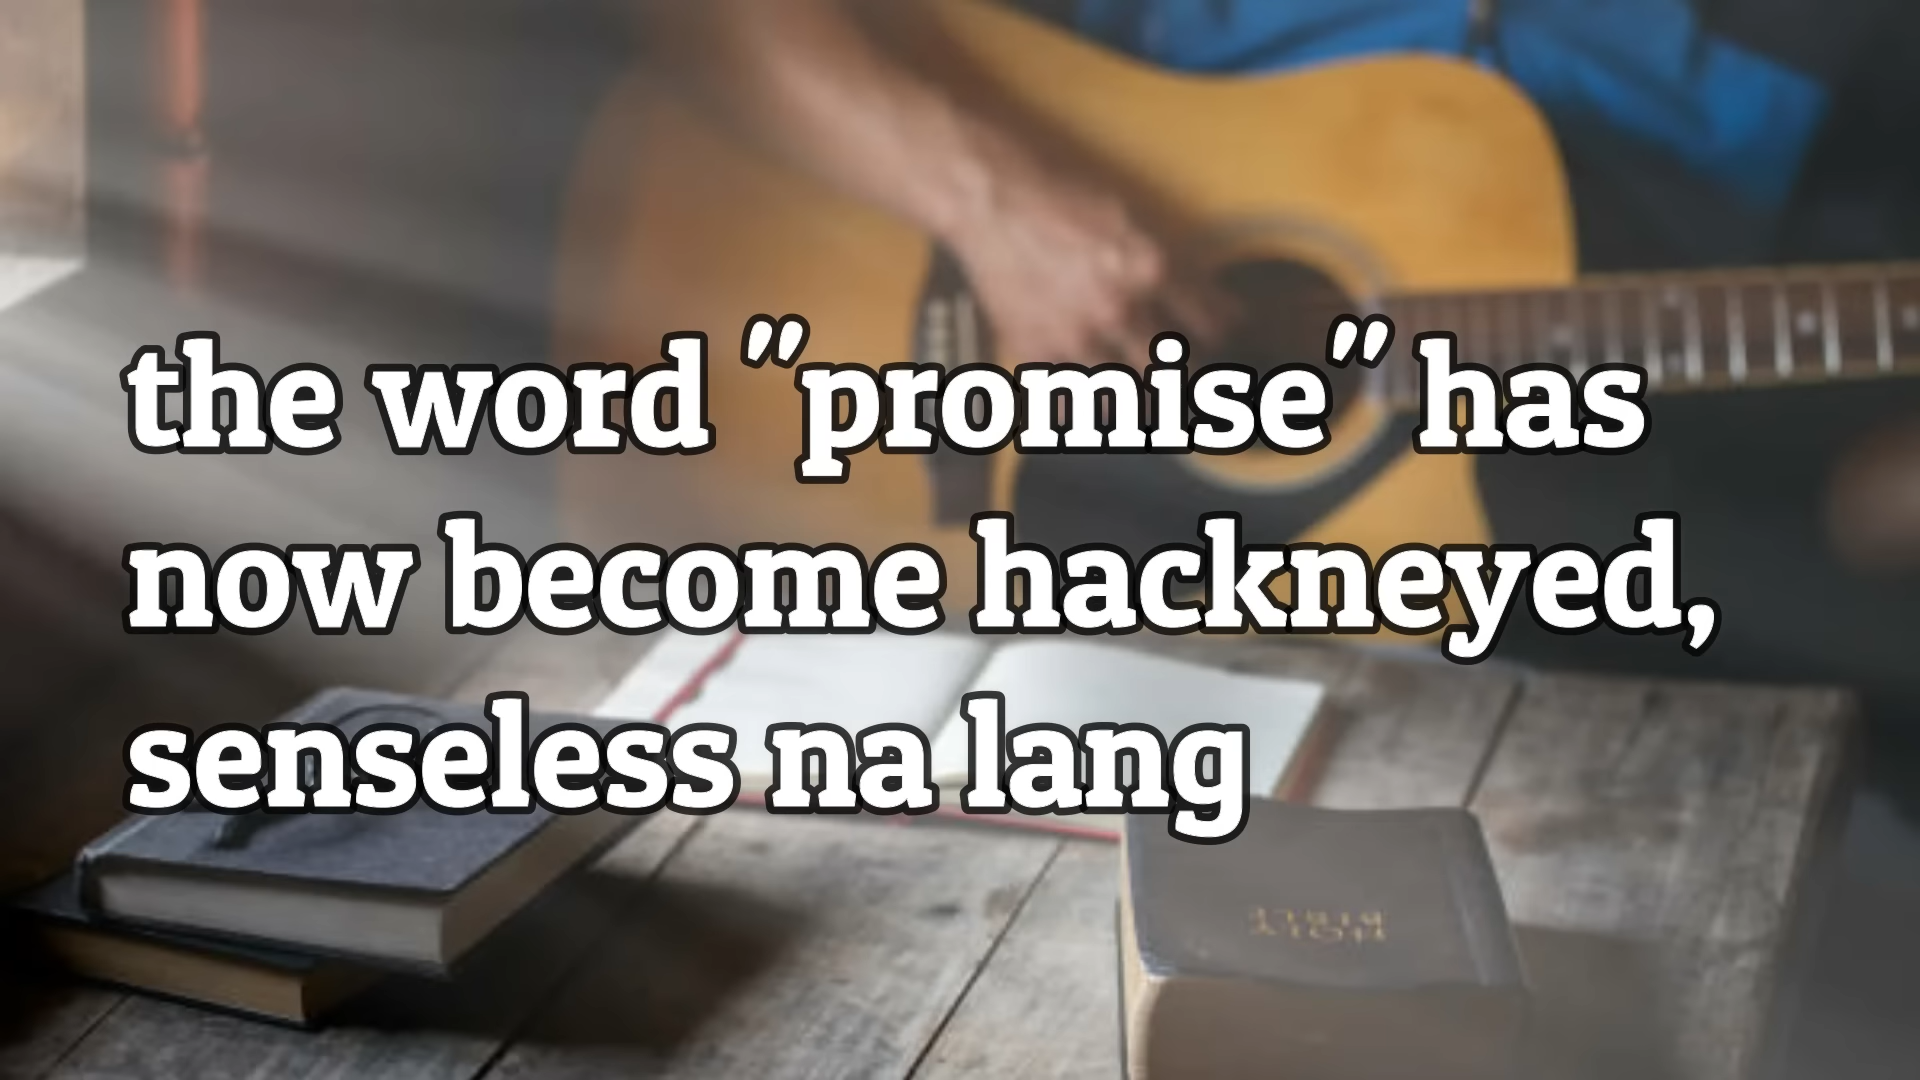 the word "promise" has
now become hackneyed,
senseless na lang